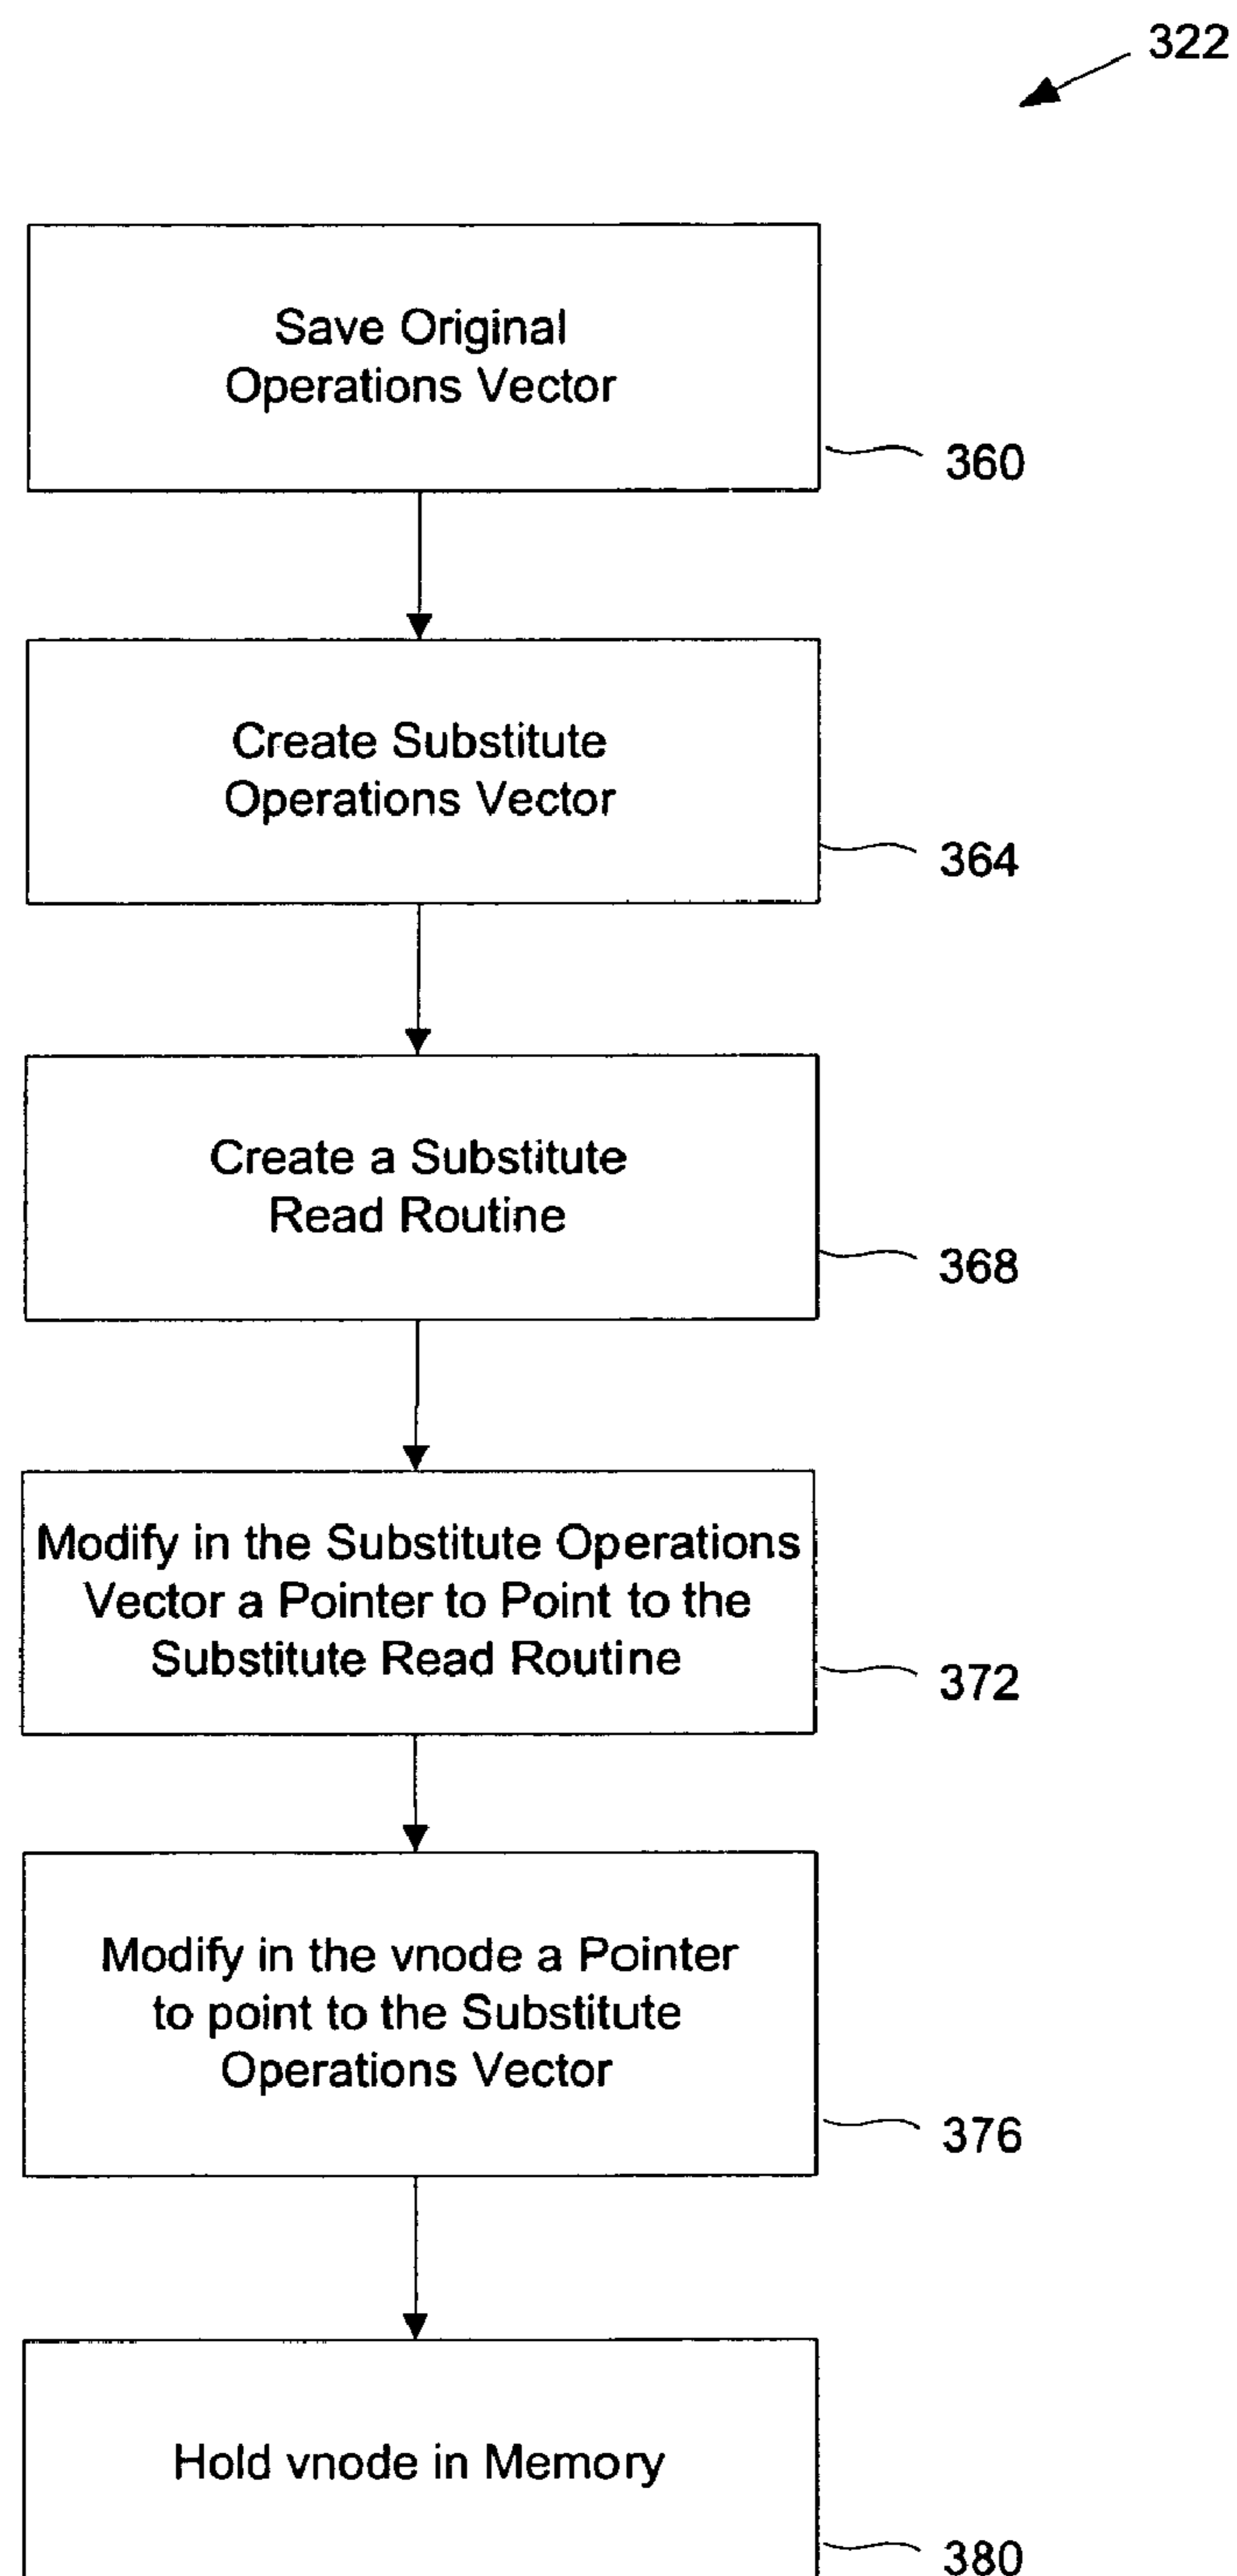 322
Save Original
Operations Vector
360
Create Substitute
Operations Vector
364
Create a Substitute
Read Routine
368
Modify in the Substitute Operations
Vector a Pointer to Point to the
Substitute Read Routine
372
Modify in the vnode a Pointer
to point to the Substitute
Operations Vector
376
Hold vnode in Memory
380